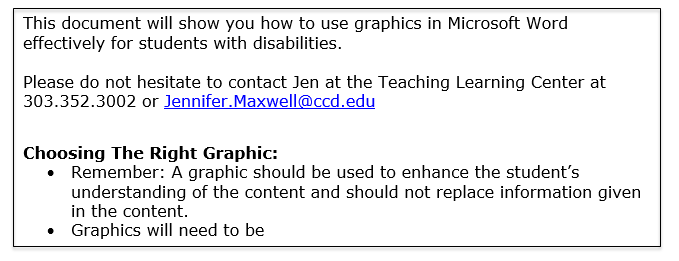 This document will show you how to use graphics in Microsoft Word
effectively for students with disabilities.
Please do not hesitate to contact Jen at the Teaching Learning Center at
303.352.3002 or Jennifer.Maxwell@ccd.edu
Choosing The Right Graphic:
• Remember: A graphic should be used to enhance the student's
understanding of the content and should not replace information given
in the content.
• Graphics will need to be